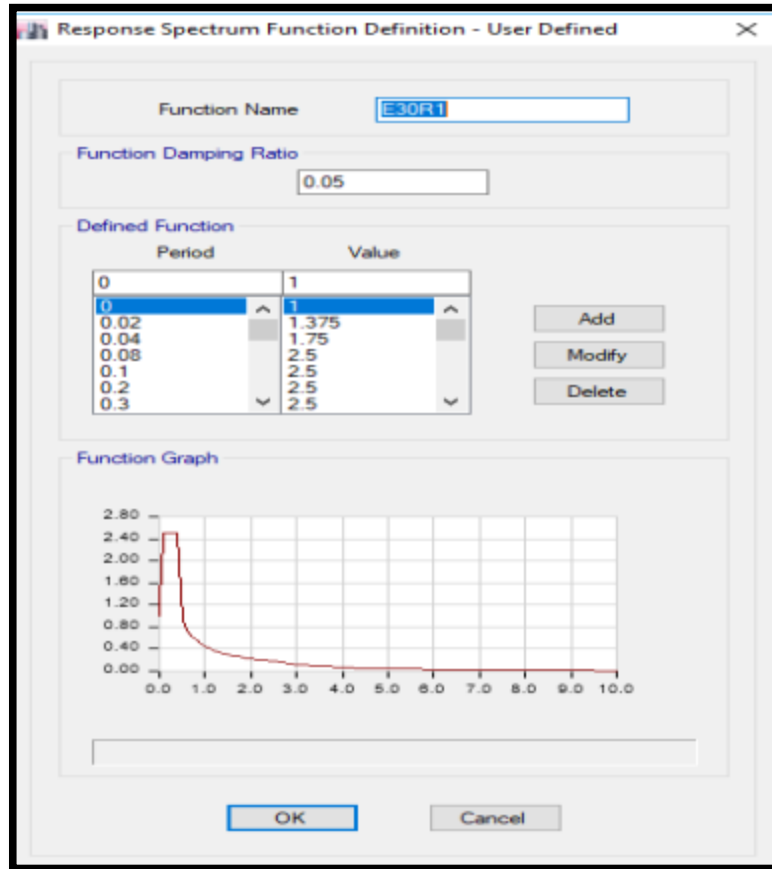 Response Spectrum Function Definition - User Defined
Function Name E30R1
Function Damping Ratio
0.05
Defined Function
Period Value
0 1
0 1
0.02 1.375
0.04 1.75
0.08 2.5
0.1 2.5
0.2 2.5
0.3 2.5
Add
Modify
Delete
Function Graph
2.80
2.40
2.00
1.60
1.20
0.80
0.40
0.00
0.0 1.0 2.0 3.0 4.0 5.0 6.0 7.0 8.0 9.0 10.0
OK Cancel